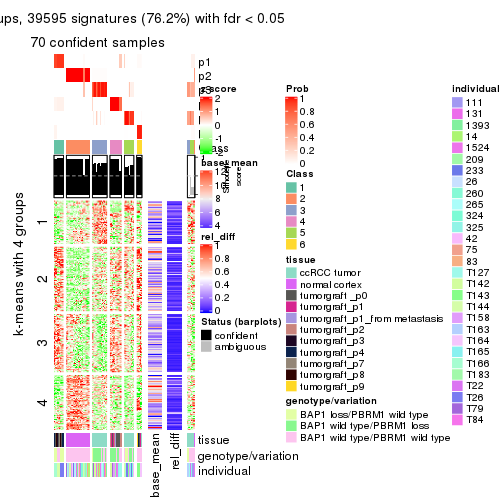 ups, 39595 signatures (76.2%) with fdr < 0.05
70 confident samples
p1
p2
p3
z-score
2
1
0
-1
-2
Class
base_mean
12
10
8
6
4
Silhouette score
rel_diff
1
0.8
0.6
0.4
0.2
0
Status (barplots)
confident
ambiguous
k-means with 4 groups
1
2
3
4
base_mean
rel_diff
tissue
genotype/variation
individual
Prob
1
0.8
0.6
0.4
0.2
0
Class
1
2
3
4
5
6
tissue
ccRCC tumor
normal cortex
tumorgraft_p0
tumorgraft_p1
tumorgraft_p1_from metastasis
tumorgraft_p2
tumorgraft_p3
tumorgraft_p4
tumorgraft_p7
tumorgraft_p8
tumorgraft_p9
genotype/variation
BAP1 loss/PBRM1 wild type
BAP1 wild type/PBRM1 loss
BAP1 wild type/PBRM1 wild type
individual
111
131
1393
14
1524
209
233
26
260
265
324
325
42
75
83
T127
T142
T143
T144
T158
T163
T164
T165
T166
T183
T22
T26
T79
T84